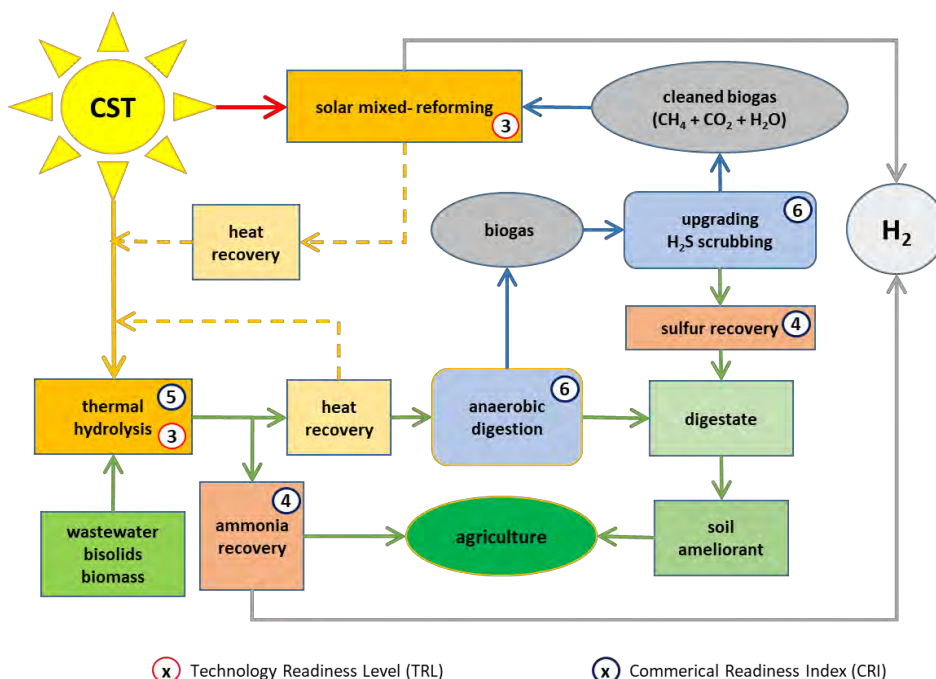 CST
solar mixed- reforming
3
cleaned biogas
(CH₄ + CO₂ + H₂O)
heat
recovery
biogas
6
upgrading
H₂S scrubbing
H₂
sulfur recovery
4
5
thermal
hydrolysis
3
heat
recovery
6
anaerobic
digestion
digestate
wastewater
bisolids
biomass
4
ammonia
recovery
agriculture
soil
ameliorant
x Technology Readiness Level (TRL)
x Commerical Readiness Index (CRI)